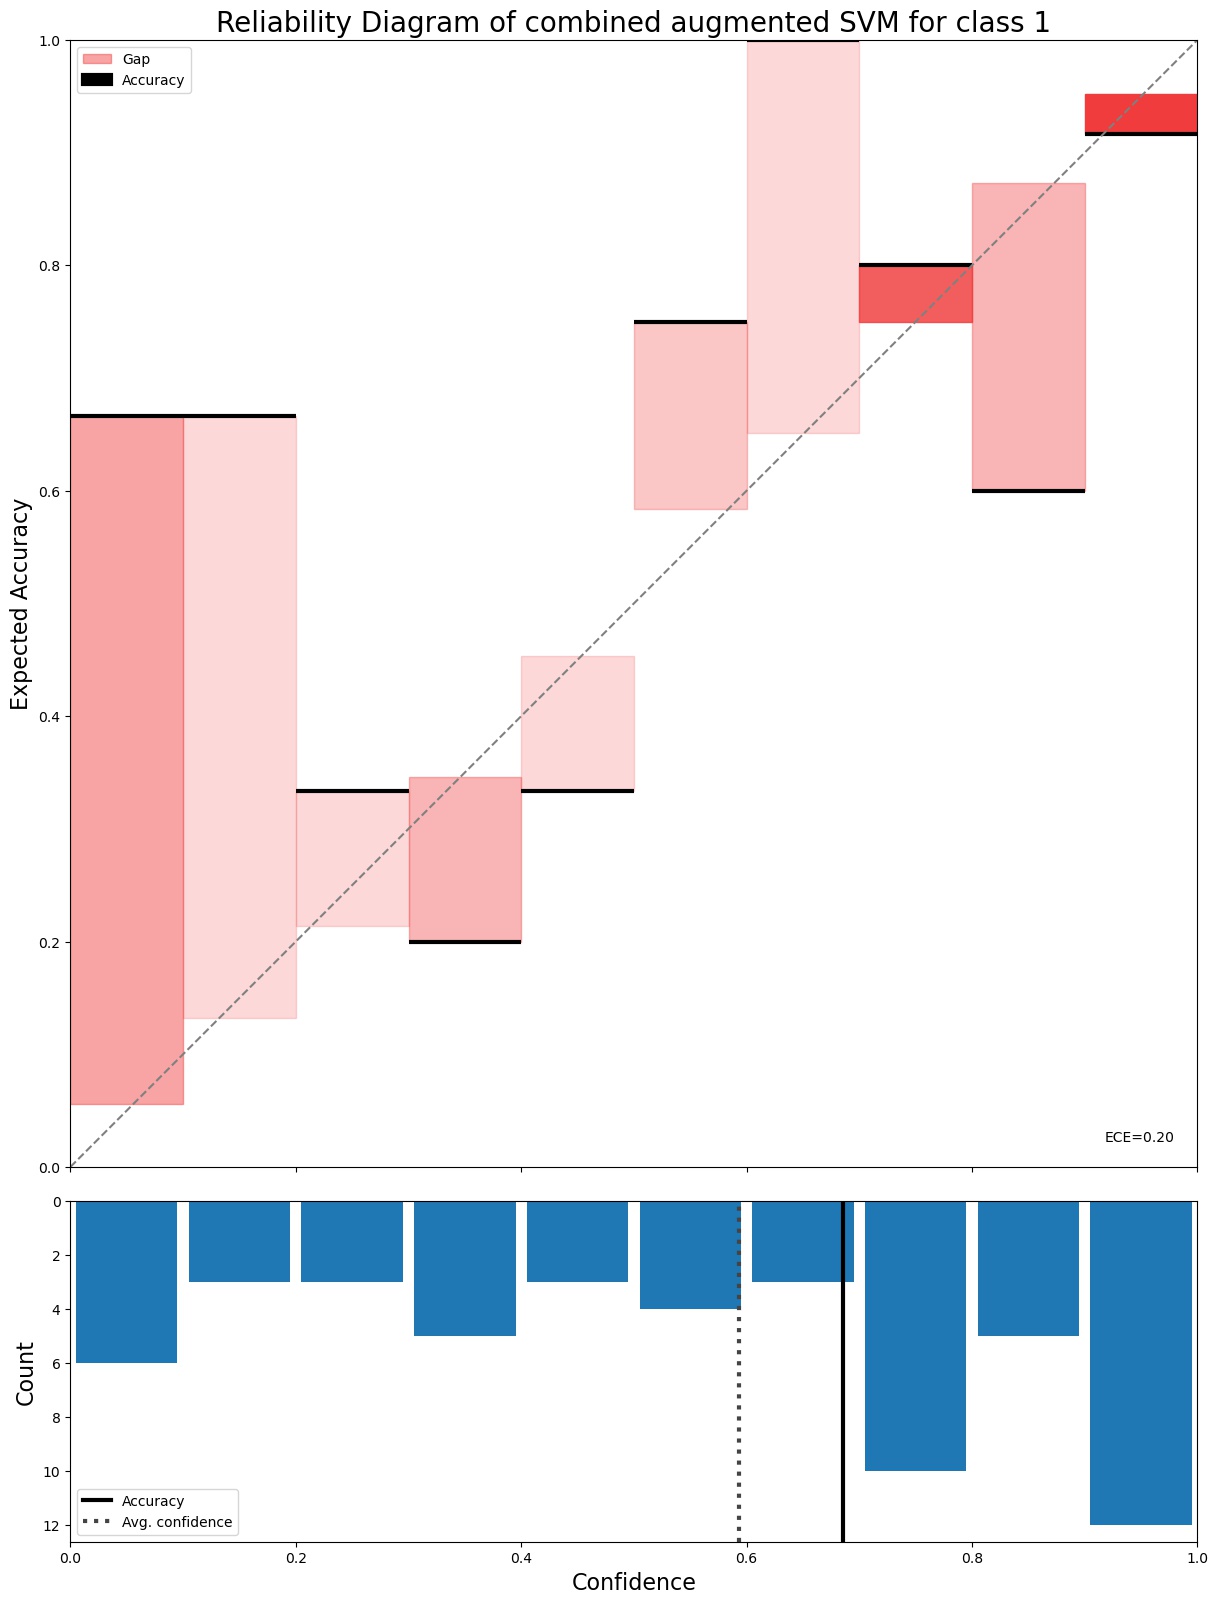 Reliability Diagram of combined augmented SVM for class 1
1.0
Gap
Accuracy
0.8
0.6
Expected Accuracy
0.4
0.2
ECE=0.20
0.0
0
2
4
6
Count
8
10
12
Accuracy
Avg. confidence
0.0 0.2 0.4 0.6 0.8 1.0
Confidence